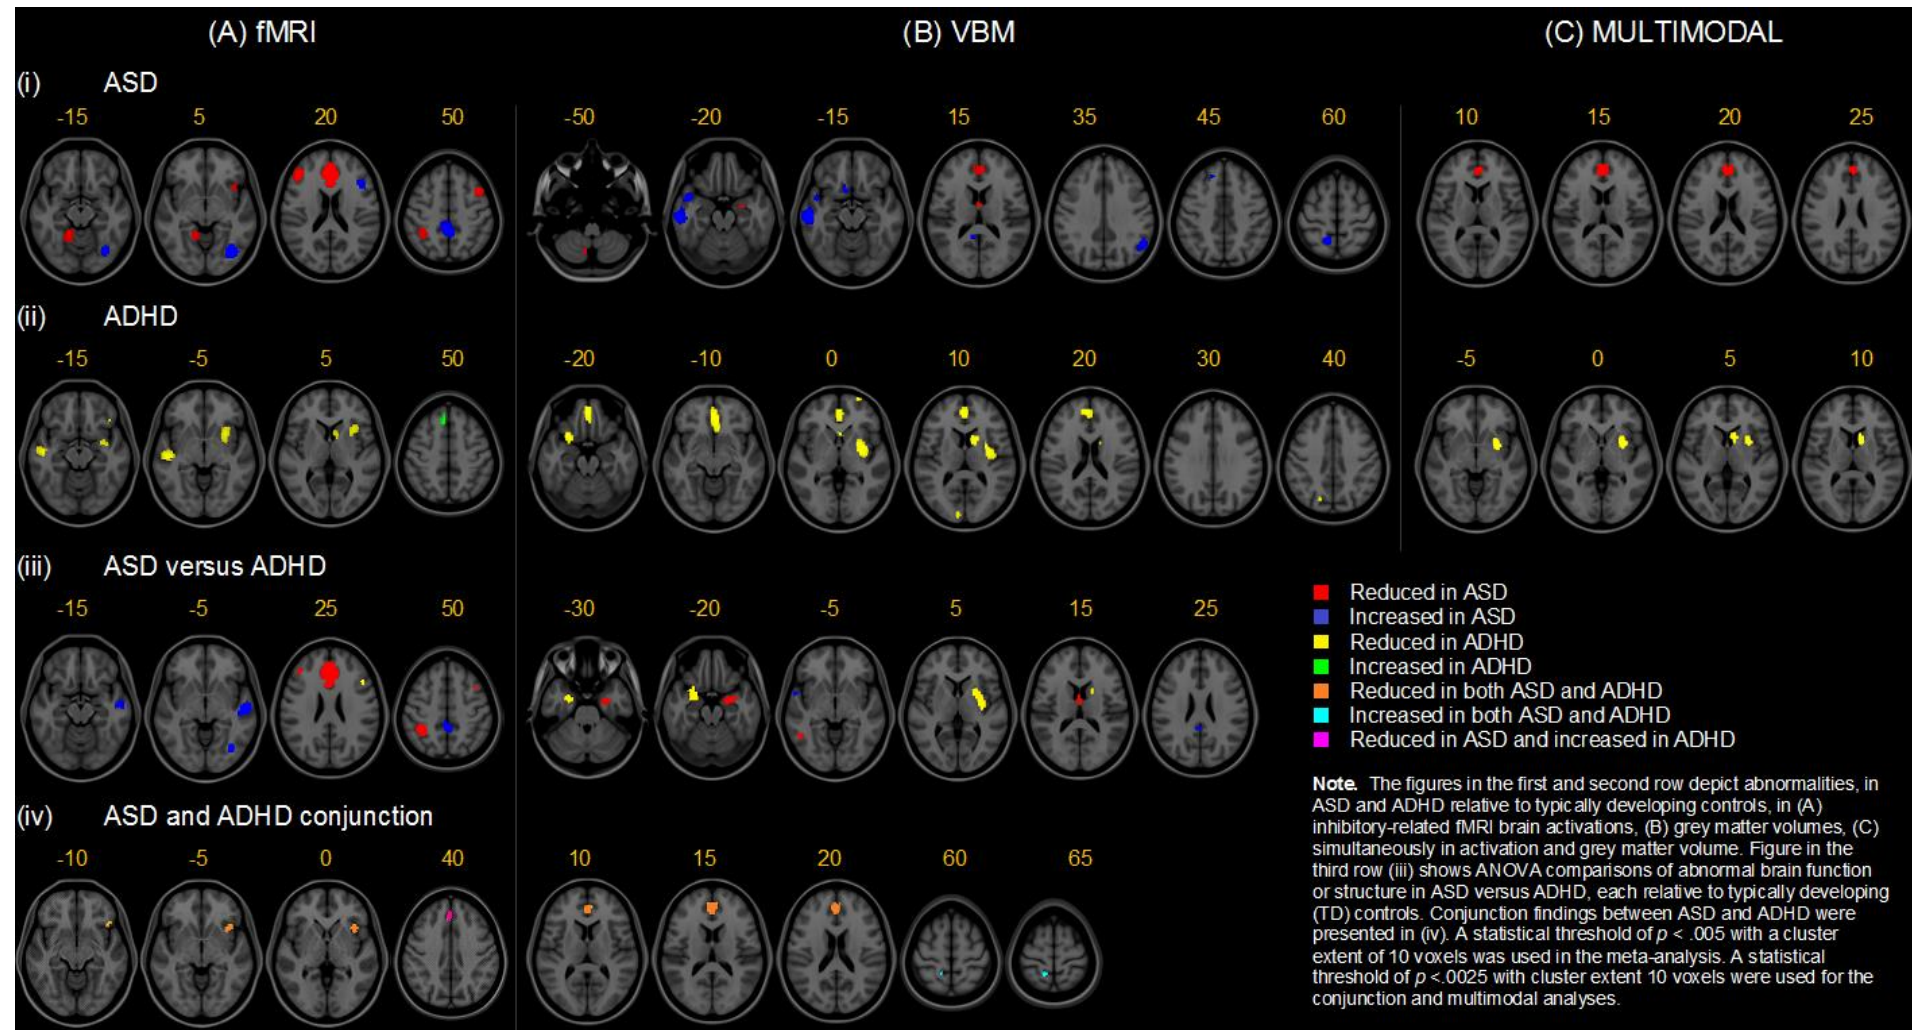 (A) fMRI (B) VBM (C) MULTIMODAL
(i) ASD
-15 5 20 50 -50 -20 -15 15 35 45 60 10 15 20 25
(ii) ADHD
-15 -5 5 50 -20 -10 0 10 20 30 40 -5 0 5 10
(iii) ASD versus ADHD
-15 -5 25 50 -30 -20 -5 5 15 25
(iv) ASD and ADHD conjunction
-10 -5 0 40 10 15 20 60 65
Reduced in ASD
Increased in ASD
Reduced in ADHD
Increased in ADHD
Reduced in both ASD and ADHD
Increased in both ASD and ADHD
Reduced in ASD and increased in ADHD
Note. The figures in the first and second row depict abnormalities, in
ASD and ADHD relative to typically developing controls, in (A)
inhibitory-related fMRI brain activations, (B) grey matter volumes, (C)
simultaneously in activation and grey matter volume. Figure in the
third row (iii) shows ANOVA comparisons of abnormal brain function
or structure in ASD versus ADHD, each relative to typically developing
(TD) controls. Conjunction findings between ASD and ADHD were
presented in (iv). A statistical threshold of p < .005 with a cluster
extent of 10 voxels was used in the meta-analysis. A statistical
threshold of p <.0025 with cluster extent 10 voxels were used for the
conjunction and multimodal analyses.